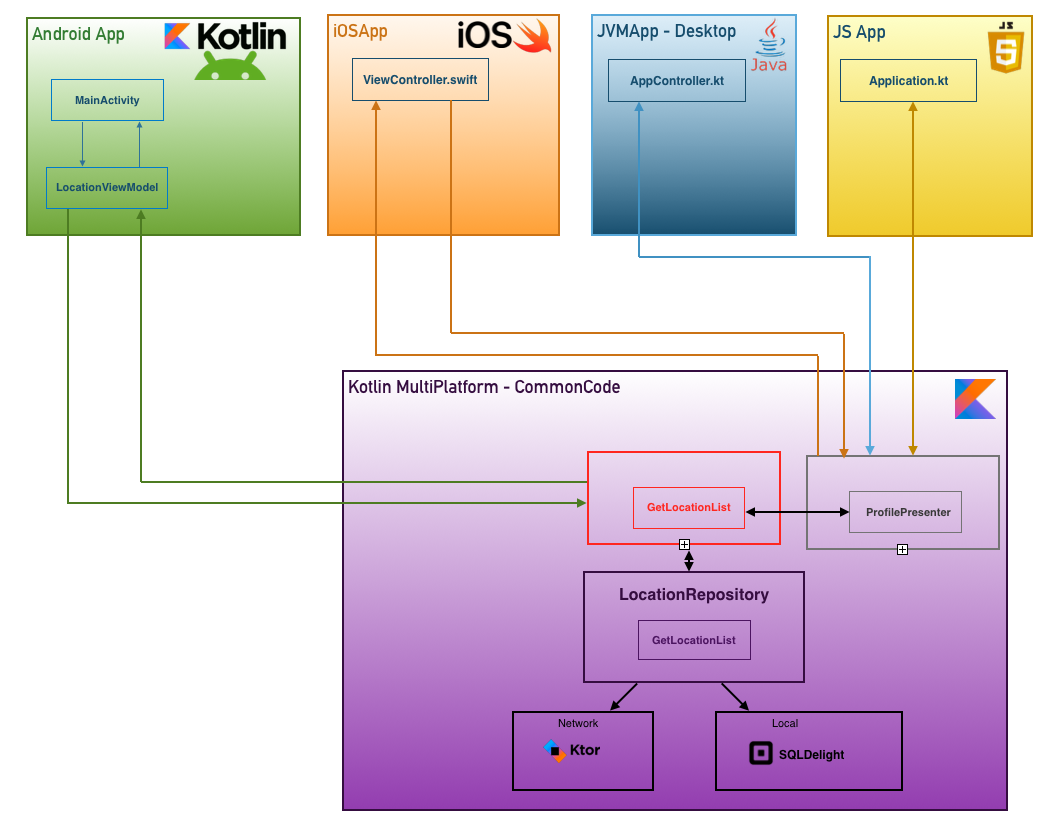 Android App
Kotlin
MainActivity
LocationViewModel
iOSApp
iOS
ViewController.swift
JVMApp - Desktop
Java
AppController.kt
JS App
JS
5
Application.kt
Kotlin MultiPlatform - CommonCode
GetLocationList
ProfilePresenter
LocationRepository
GetLocationList
Network
Ktor
Local
SQLDelight